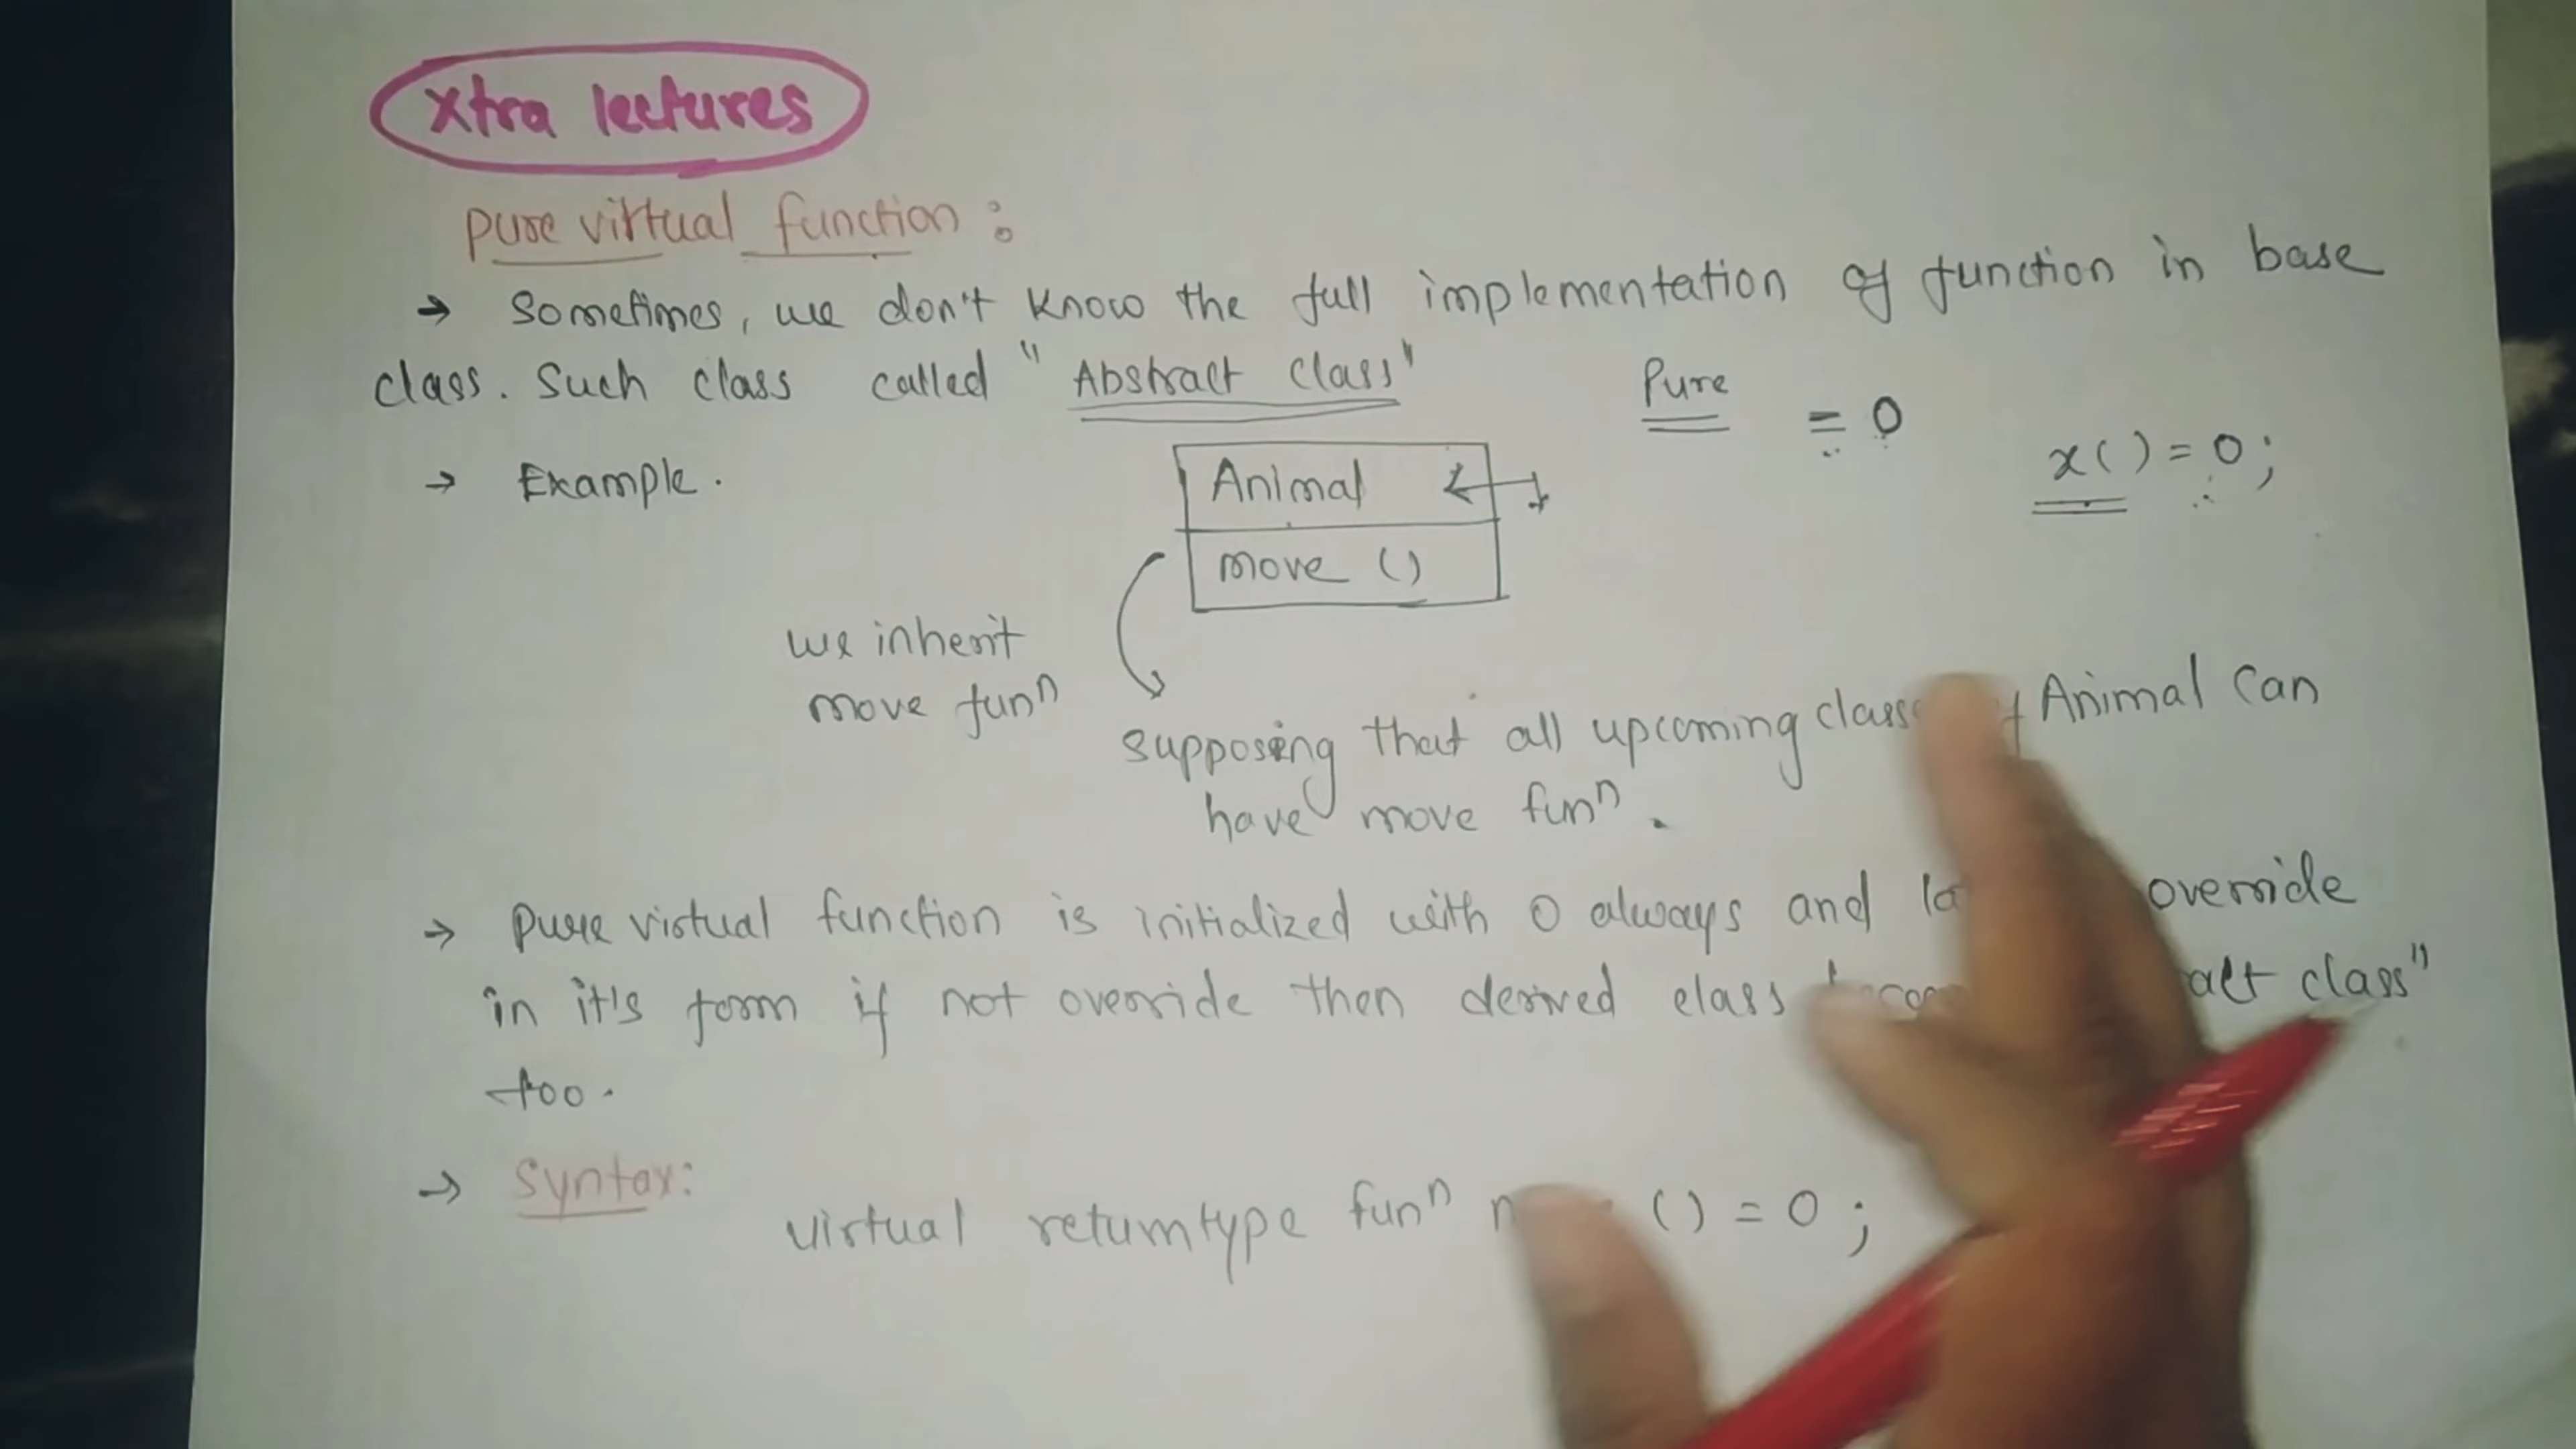 Xtra lectures
Pure virtual function :
→ Sometimes, we don't know the full implementation of function in base
class. Such class called "Abstract Class"
Pure = 0
x() = 0;
→ Example.
Animal
move ()
we inherit
move funⁿ
supposing that all upcoming Animal can
have move funⁿ.
→ Pure virtual function is initialized with 0 always and override
in it's form if not override then derived class class"
too.
→ Syntax:
virtual returntype funⁿ () = 0 ;